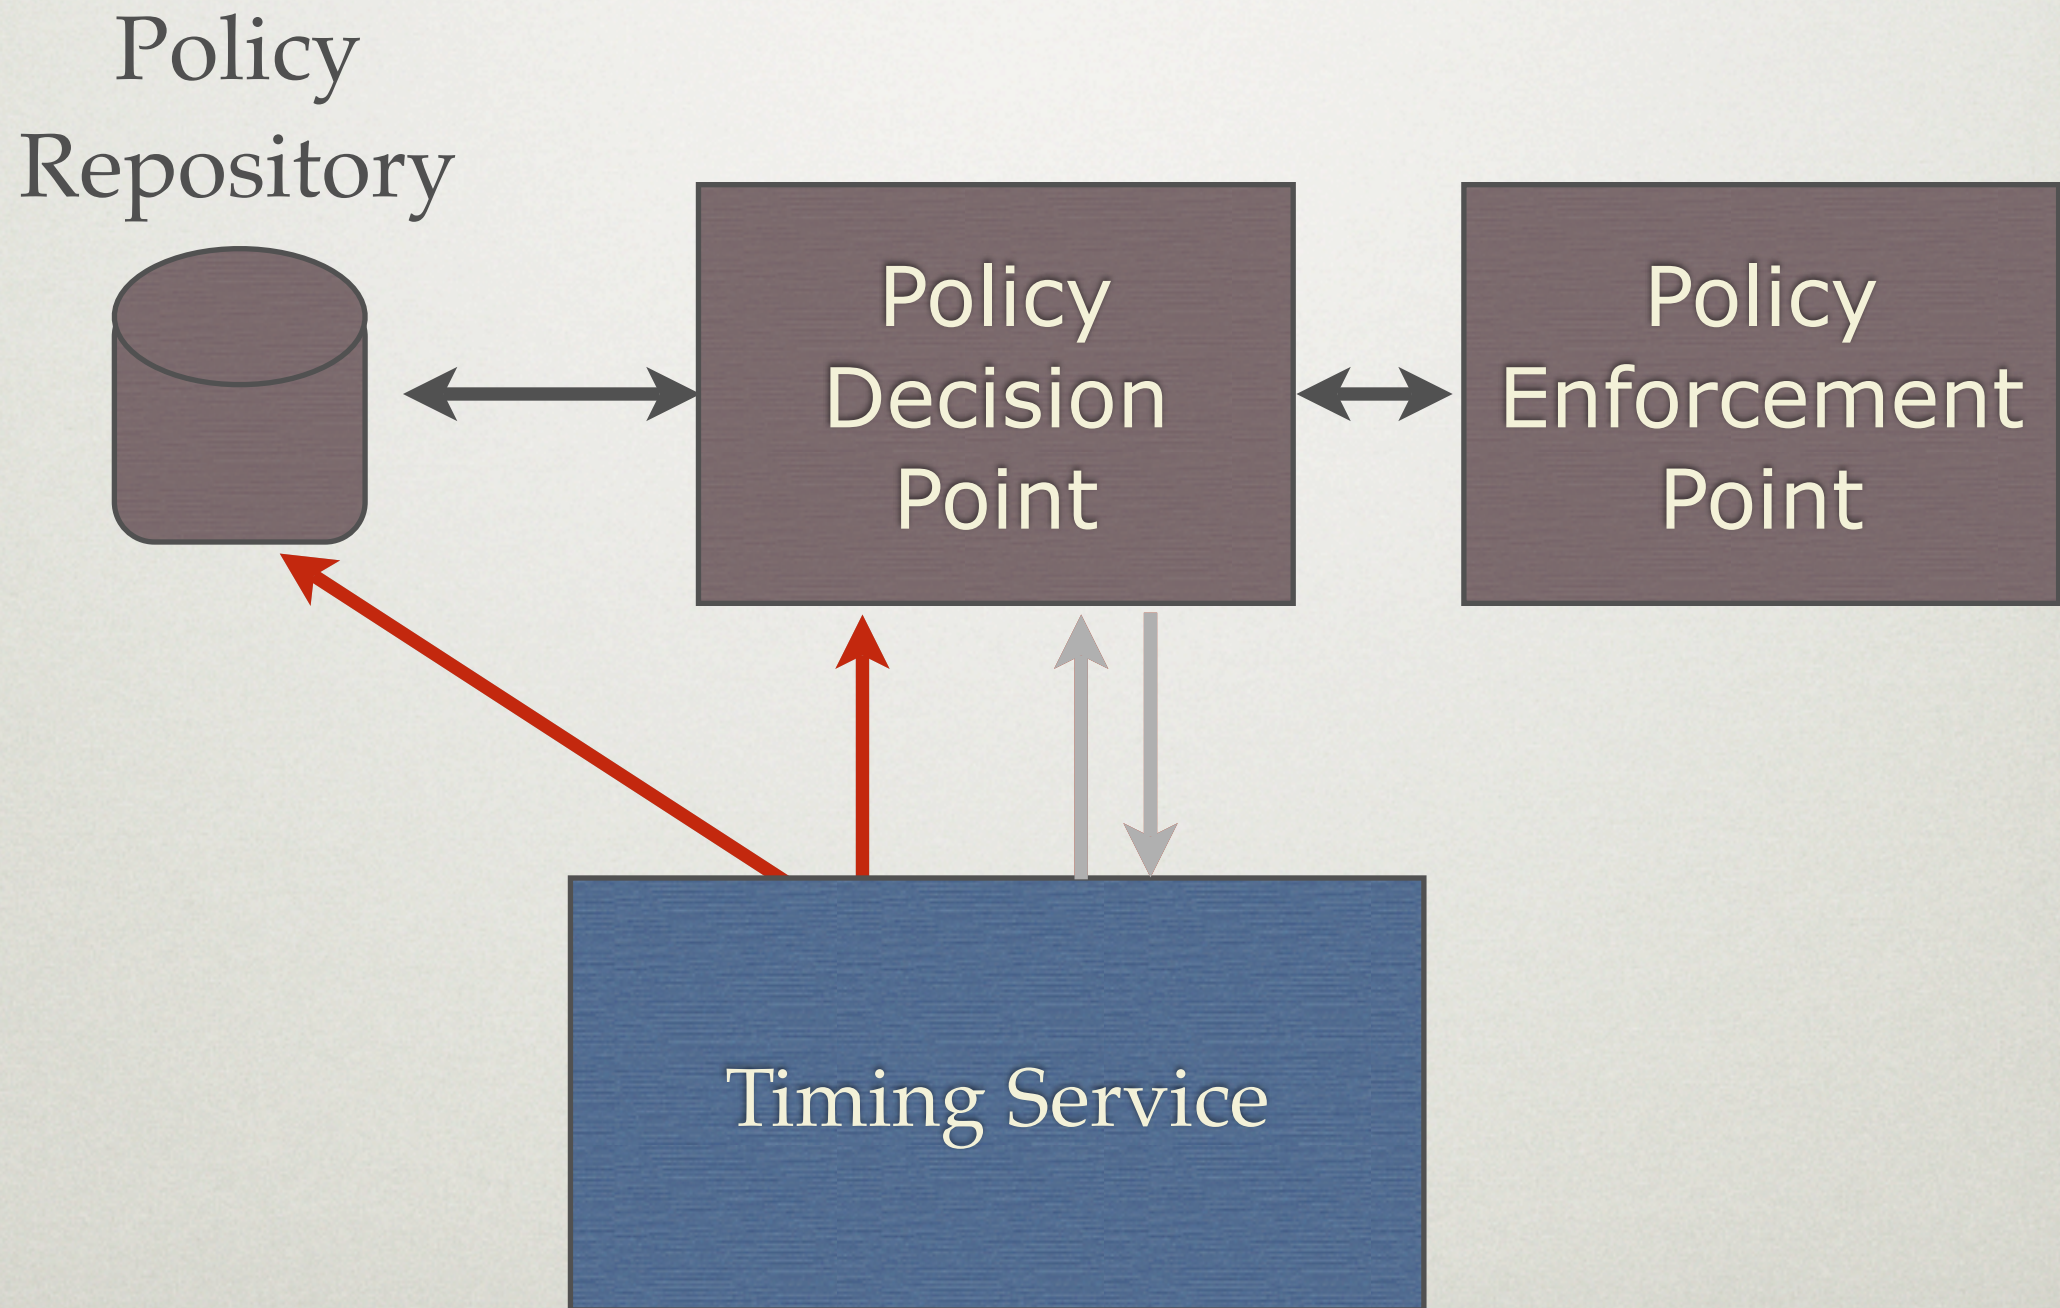 Policy
Repository
Policy
Decision
Point
Policy
Enforcement
Point
Timing Service